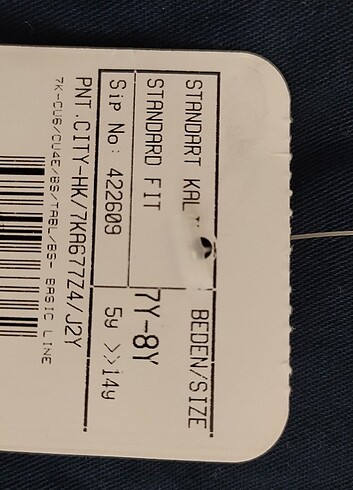 STANDART KAL BEDEN/SIZE
STANDARD FIT 7Y-8Y
Sip No: 422609 5y >>14y
PNT.CITY-HK/7KA677Z4/J2Y
7K-CU6/CU4E/BS/TABL/BS- BASIC LINE